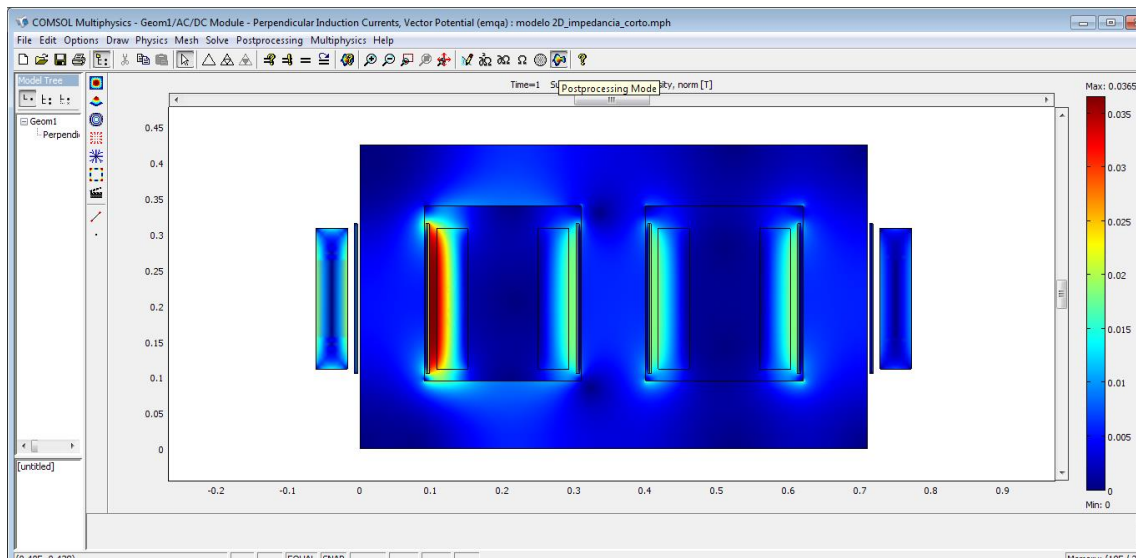 COMSOL Multiphysics - Geom1/AC/DC Module - Perpendicular Induction Currents, Vector Potential (emqa) : modelo 2D_impedancia_corto.mph
File Edit Options Draw Physics Mesh Solve Postprocessing Multiphysics Help
Model Tree
Geom1
Perpendi
Time=1 Su
Postprocessing Mode
sity, norm [T]
Max: 0.0365
0.45
0.4
0.35
0.3
0.25
0.2
0.15
0.1
0.05
0
-0.2 -0.1 0 0.1 0.2 0.3 0.4 0.5 0.6 0.7 0.8 0.9
0.035
0.03
0.025
0.02
0.015
0.01
0.005
0
Min: 0
[untitled]
EQUAL SNAP